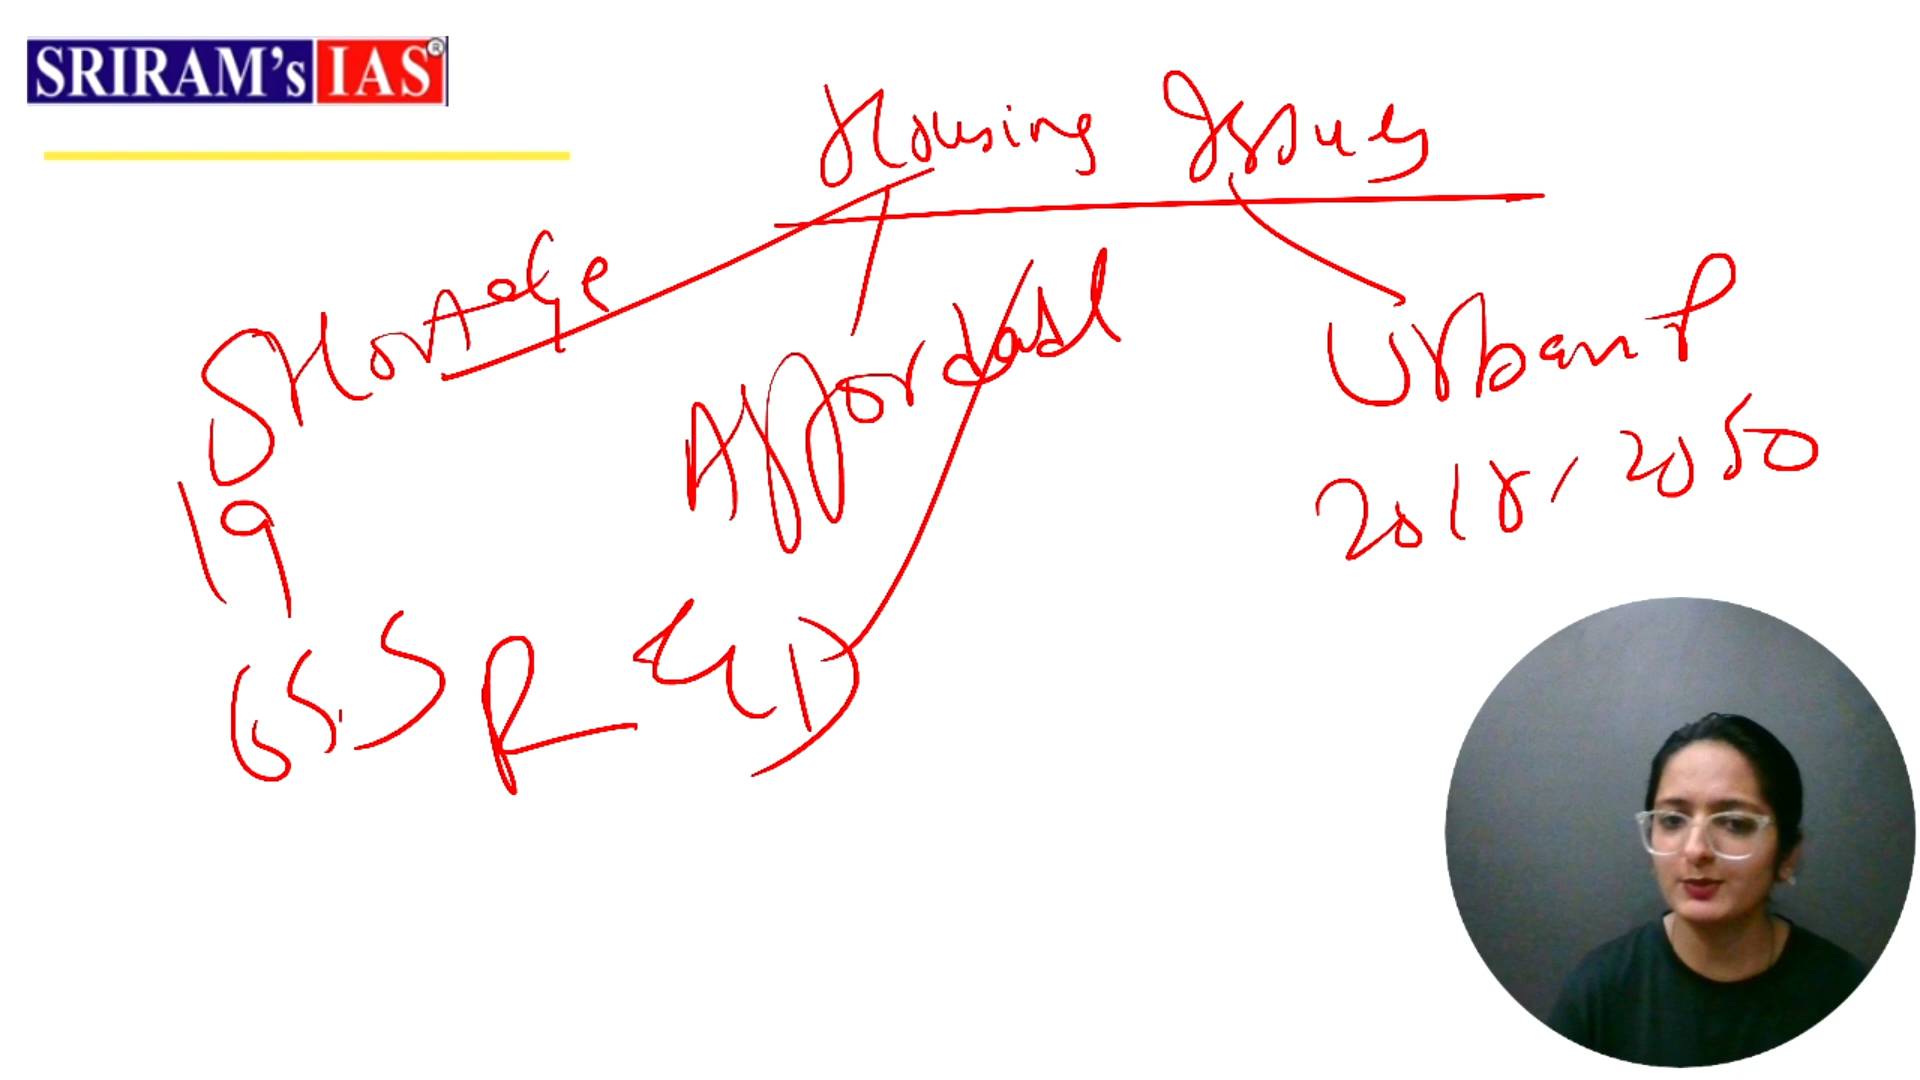 SRIRAM's IAS®
Housing Issues
Shortage
Affordabl
Urban P
2018, 2050
19
65.5